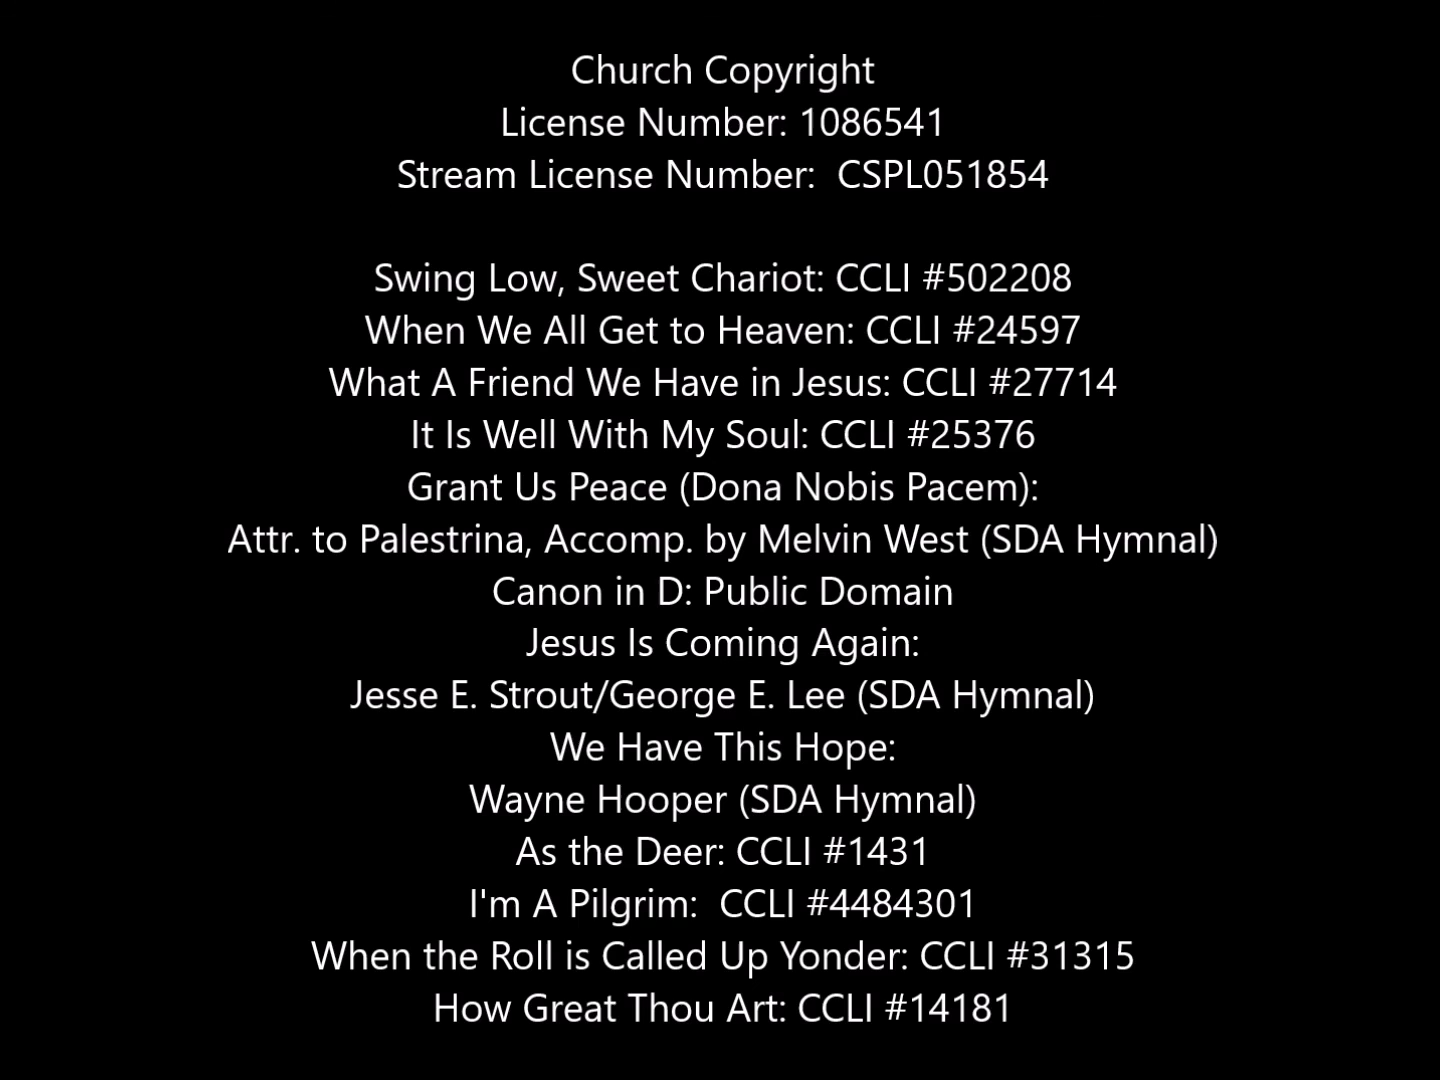 Church Copyright
License Number: 1086541
Stream License Number:  CSPL051854
Swing Low, Sweet Chariot: CCLI #502208
When We All Get to Heaven: CCLI #24597
What A Friend We Have in Jesus: CCLI #27714
It Is Well With My Soul: CCLI #25376
Grant Us Peace (Dona Nobis Pacem):
Attr. to Palestrina, Accomp. by Melvin West (SDA Hymnal)
Canon in D: Public Domain
Jesus Is Coming Again:
Jesse E. Strout/George E. Lee (SDA Hymnal)
We Have This Hope:
Wayne Hooper (SDA Hymnal)
As the Deer: CCLI #1431
I'm A Pilgrim:  CCLI #4484301
When the Roll is Called Up Yonder: CCLI #31315
How Great Thou Art: CCLI #14181